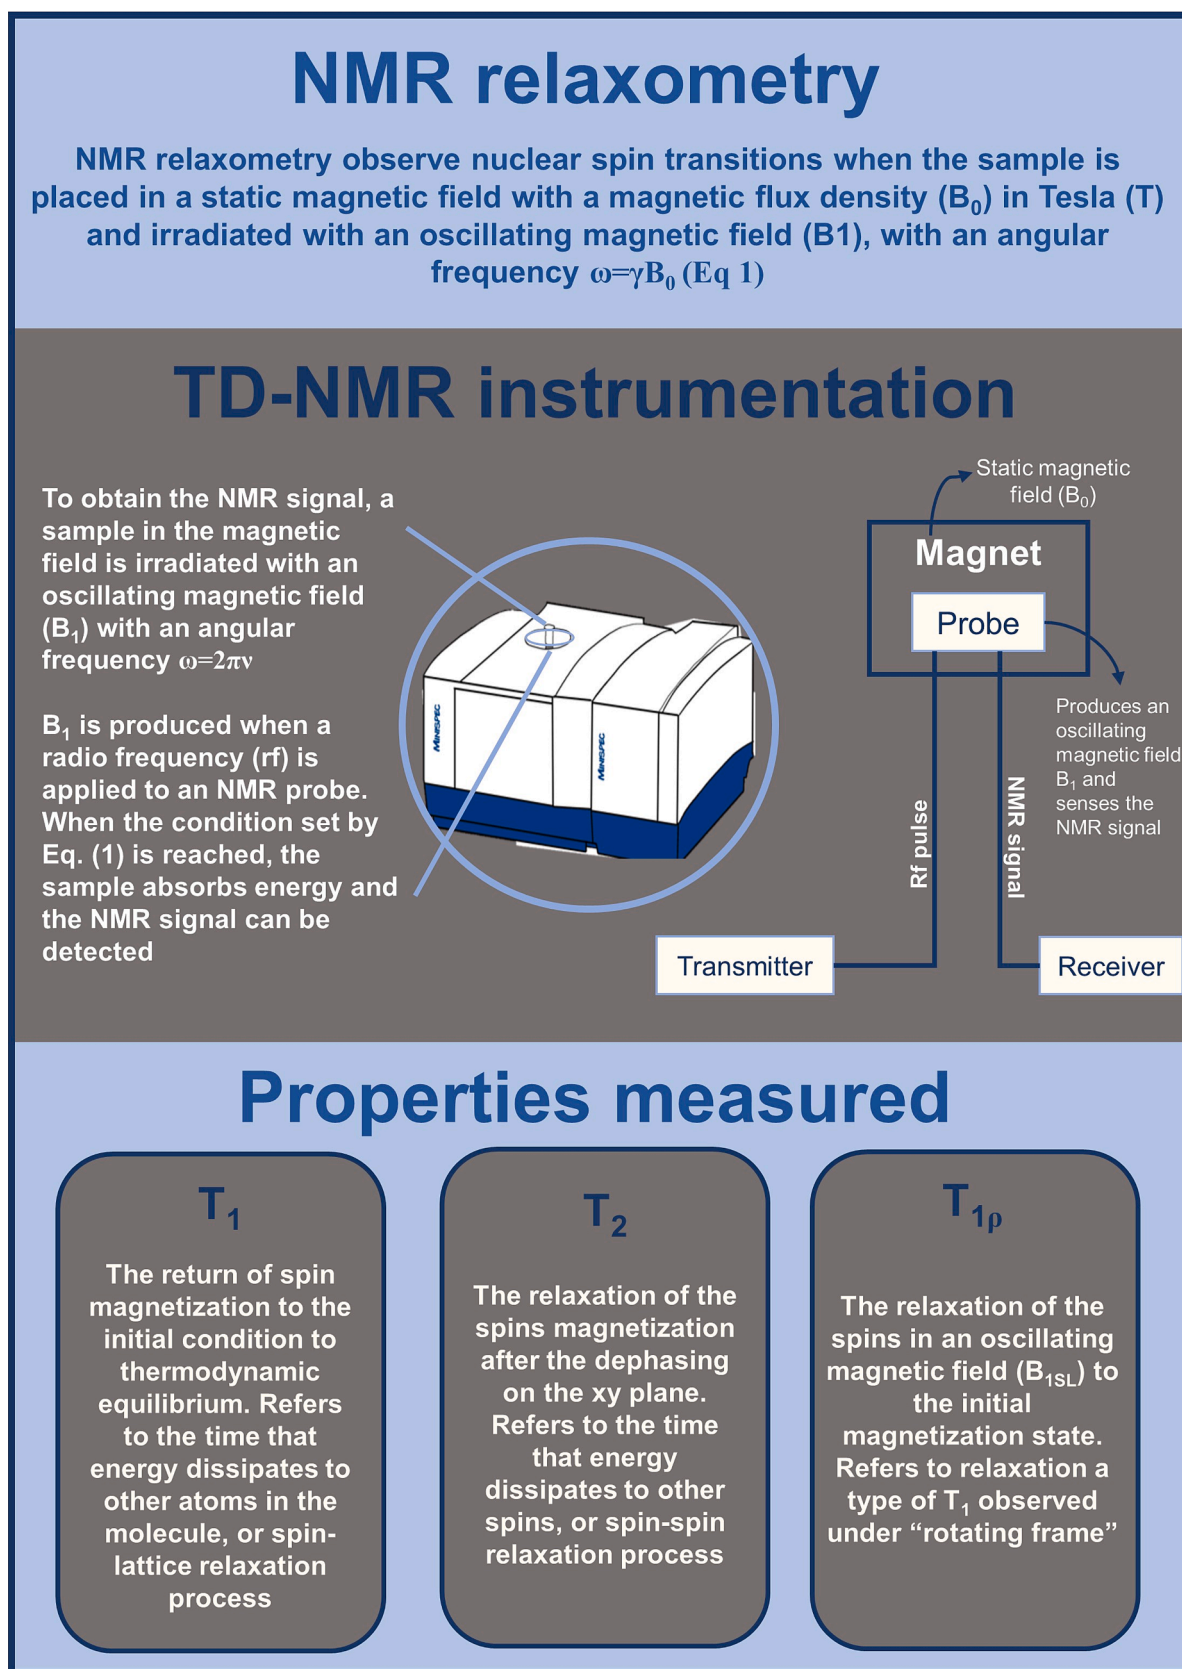 NMR relaxometry
NMR relaxometry observe nuclear spin transitions when the sample is
placed in a static magnetic field with a magnetic flux density (B₀) in Tesla (T)
and irradiated with an oscillating magnetic field (B1), with an angular
frequency ω=γB₀ (Eq 1)
TD-NMR instrumentation
To obtain the NMR signal, a
sample in the magnetic
field is irradiated with an
oscillating magnetic field
(B₁) with an angular
frequency ω=2πν
B₁ is produced when a
radio frequency (rf) is
applied to an NMR probe.
When the condition set by
Eq. (1) is reached, the
sample absorbs energy and
the NMR signal can be
detected
MINISPEC
MINISPEC
Static magnetic
field (B₀)
Magnet
Probe
Produces an
oscillating
magnetic field
B₁ and
senses the
NMR signal
Rf pulse
NMR signal
Transmitter
Receiver
Properties measured
T₁
The return of spin
magnetization to the
initial condition to
thermodynamic
equilibrium. Refers
to the time that
energy dissipates to
other atoms in the
molecule, or spin-
lattice relaxation
process
T₂
The relaxation of the
spins magnetization
after the dephasing
on the xy plane.
Refers to the time
that energy
dissipates to other
spins, or spin-spin
relaxation process
T₁ᵨ
The relaxation of the
spins in an oscillating
magnetic field (B1SL) to
the initial
magnetization state.
Refers to relaxation a
type of T₁ observed
under “rotating frame”